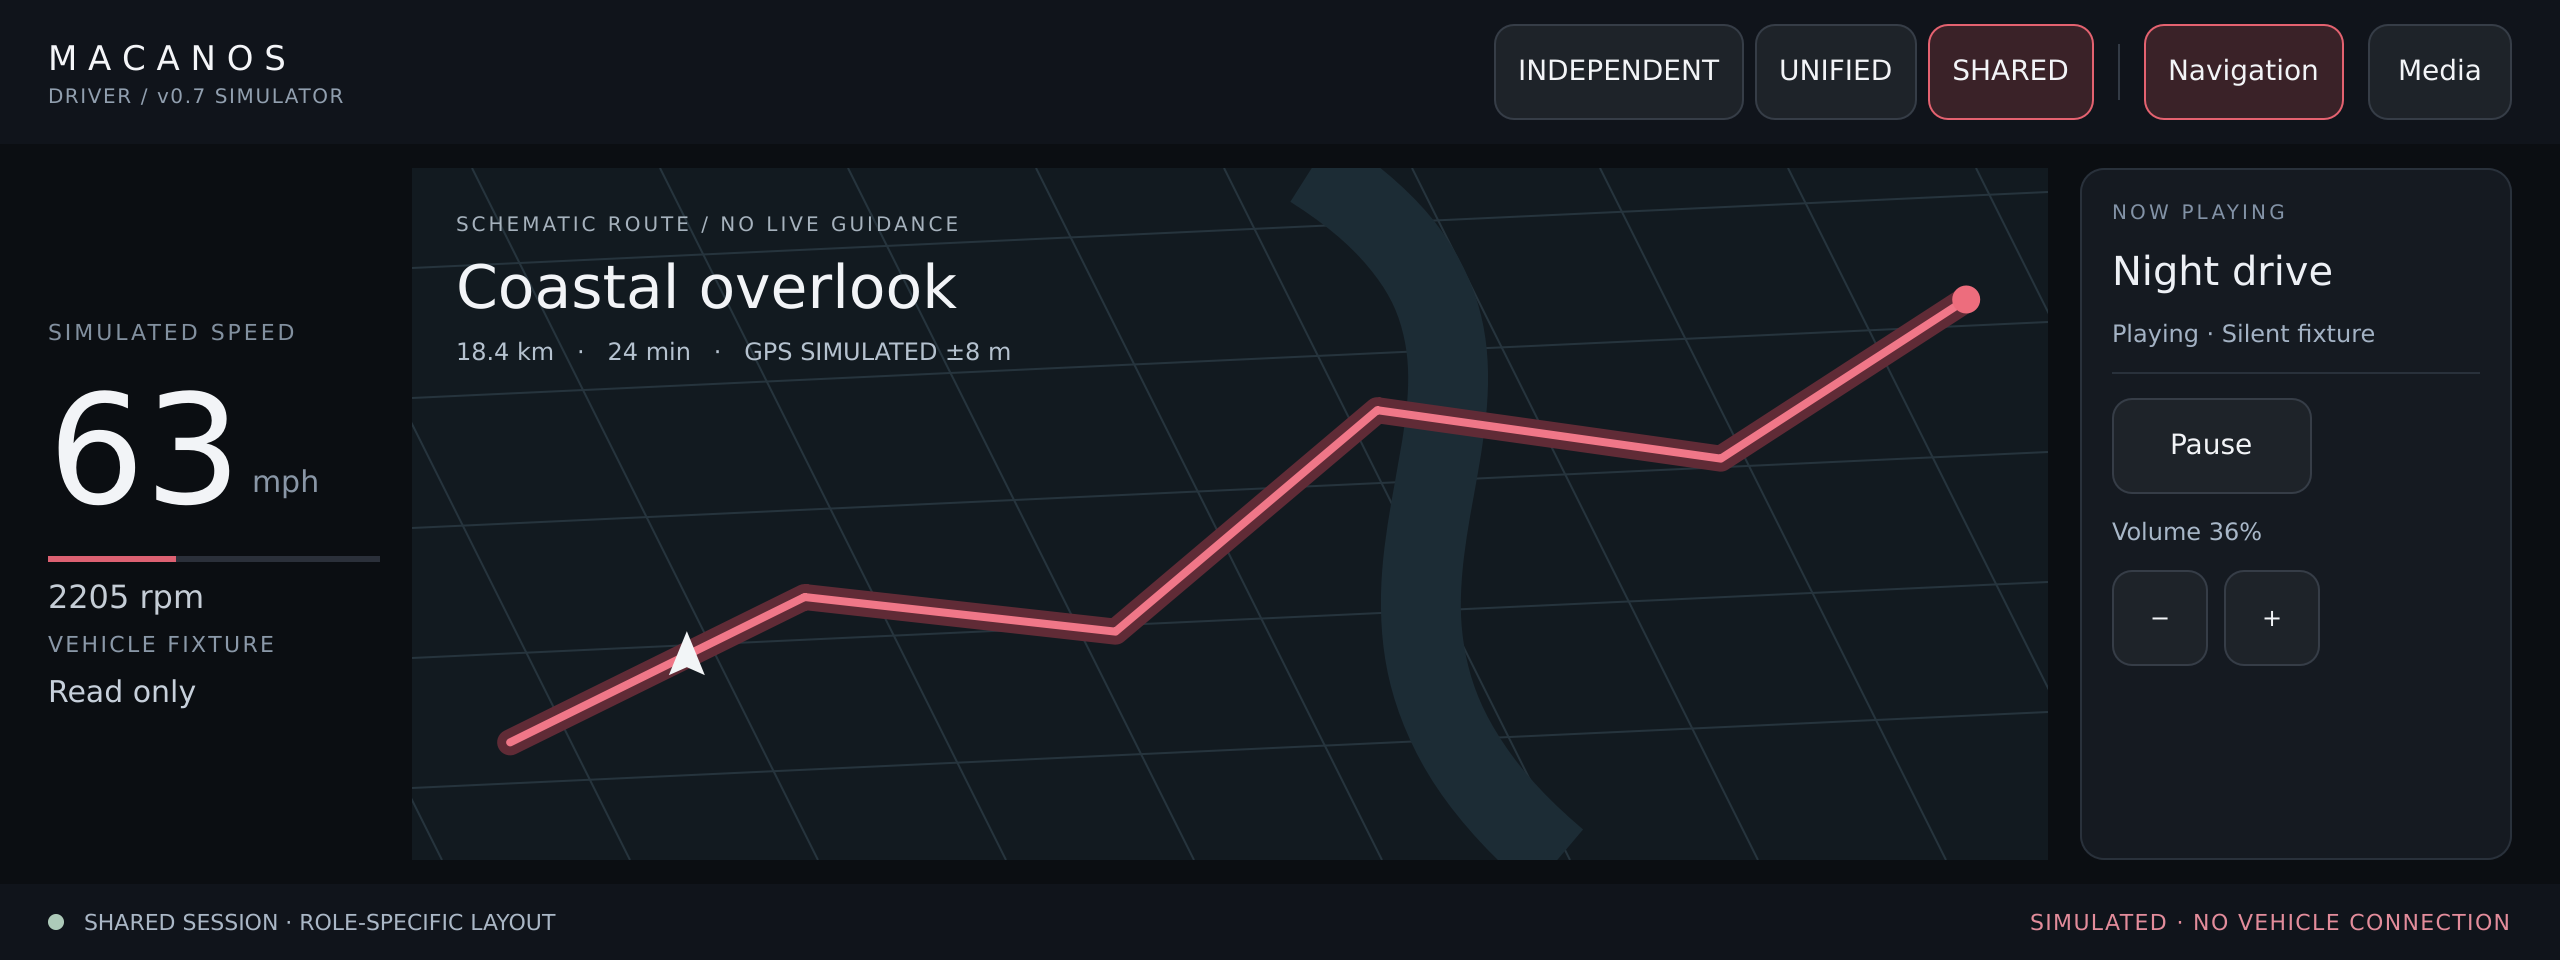 MACANOS
DRIVER / v0.7 SIMULATOR
INDEPENDENT
UNIFIED
SHARED
Navigation
Media
SIMULATED SPEED
63 mph
2205 rpm
VEHICLE FIXTURE
Read only
SCHEMATIC ROUTE / NO LIVE GUIDANCE
Coastal overlook
18.4 km · 24 min · GPS SIMULATED ±8 m
NOW PLAYING
Night drive
Playing · Silent fixture
Pause
Volume 36%
− +
SHARED SESSION · ROLE-SPECIFIC LAYOUT
SIMULATED · NO VEHICLE CONNECTION